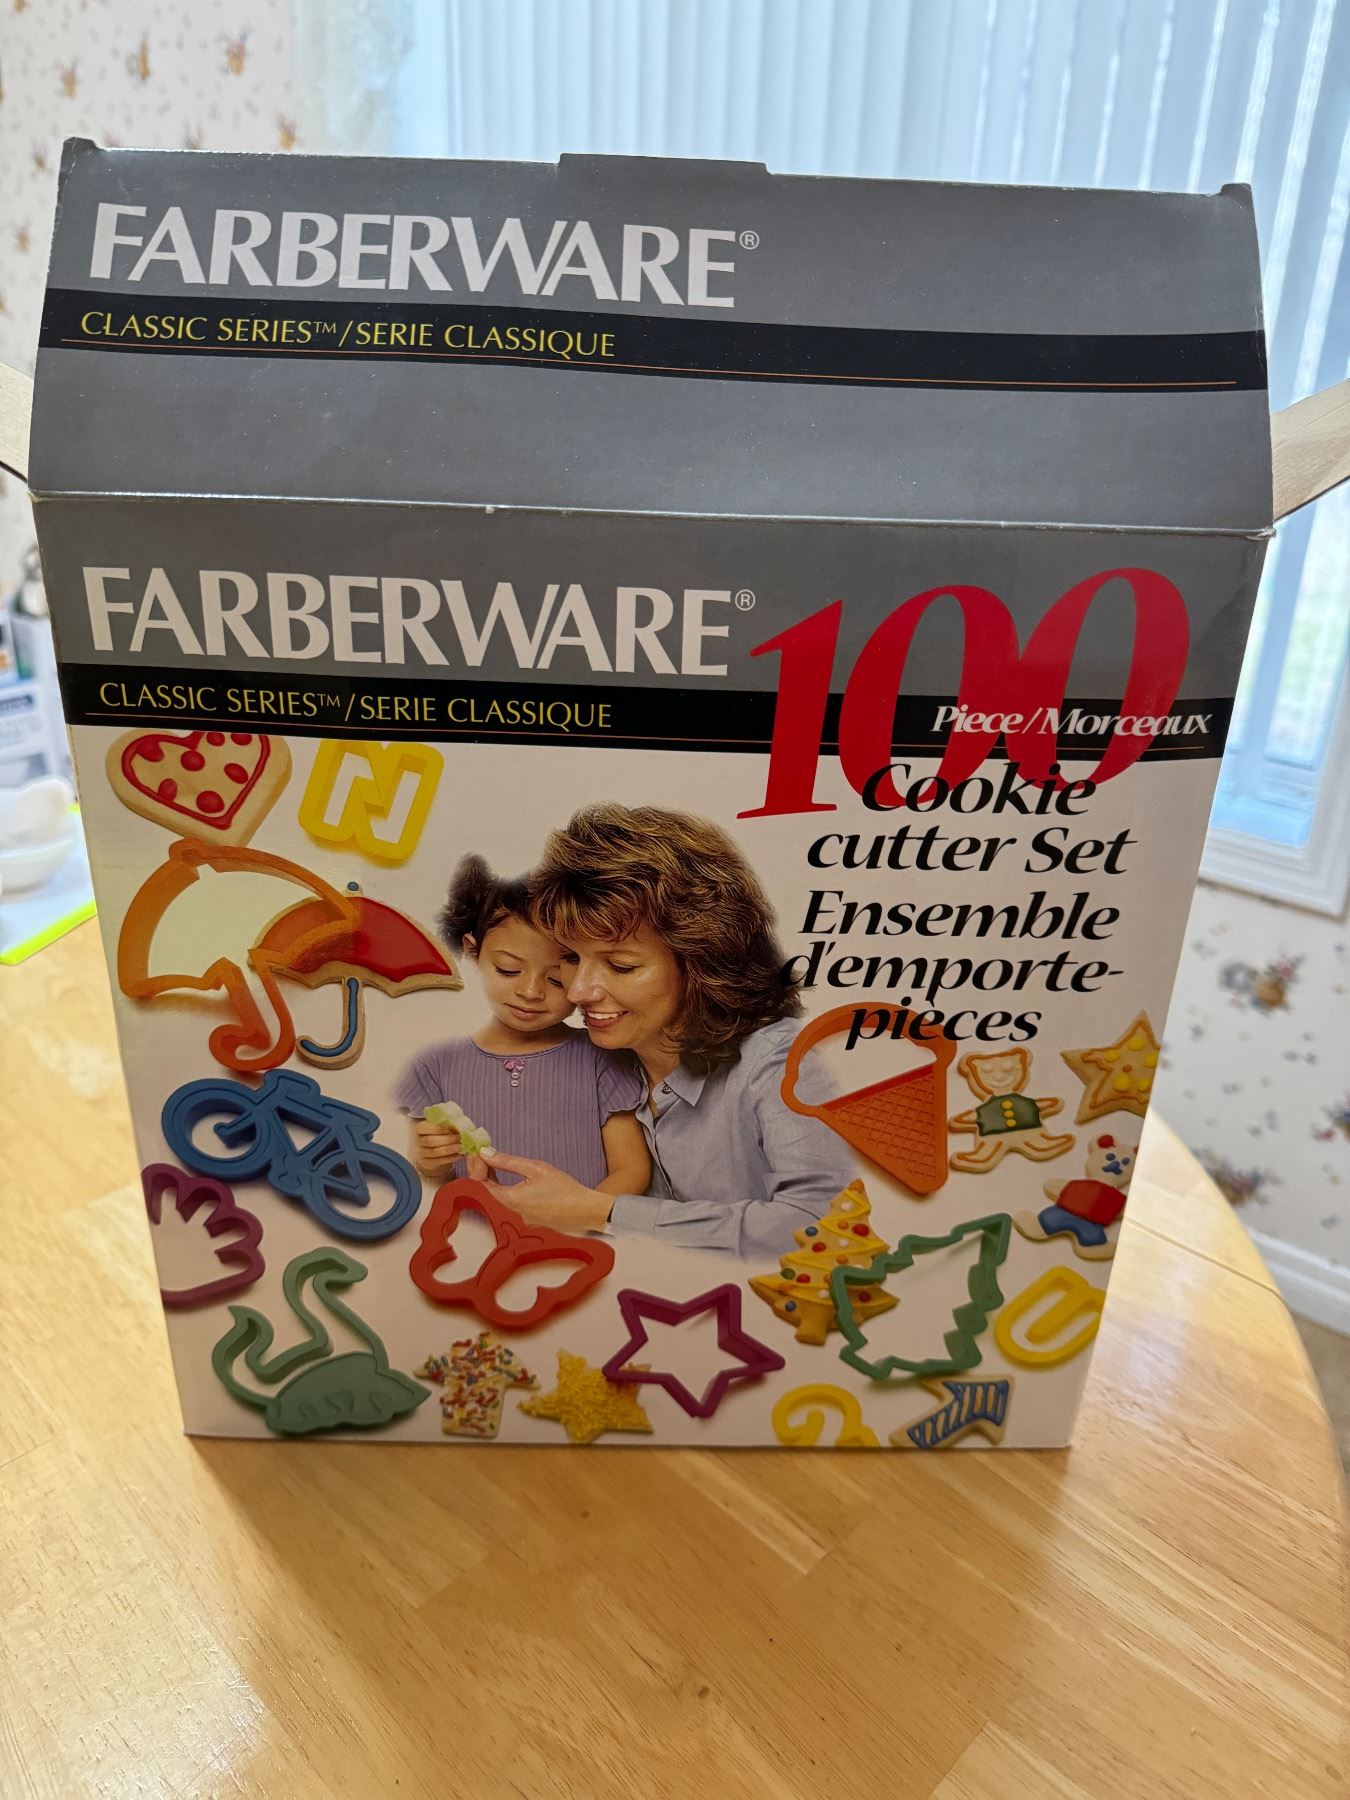 FARBERWARE®
CLASSIC SERIES™/SERIE CLASSIQUE
FARBERWARE®
CLASSIC SERIES™/SERIE CLASSIQUE
100
Piece/Morceaux
Cookie
cutter Set
Ensemble
d'emporte-
pièces